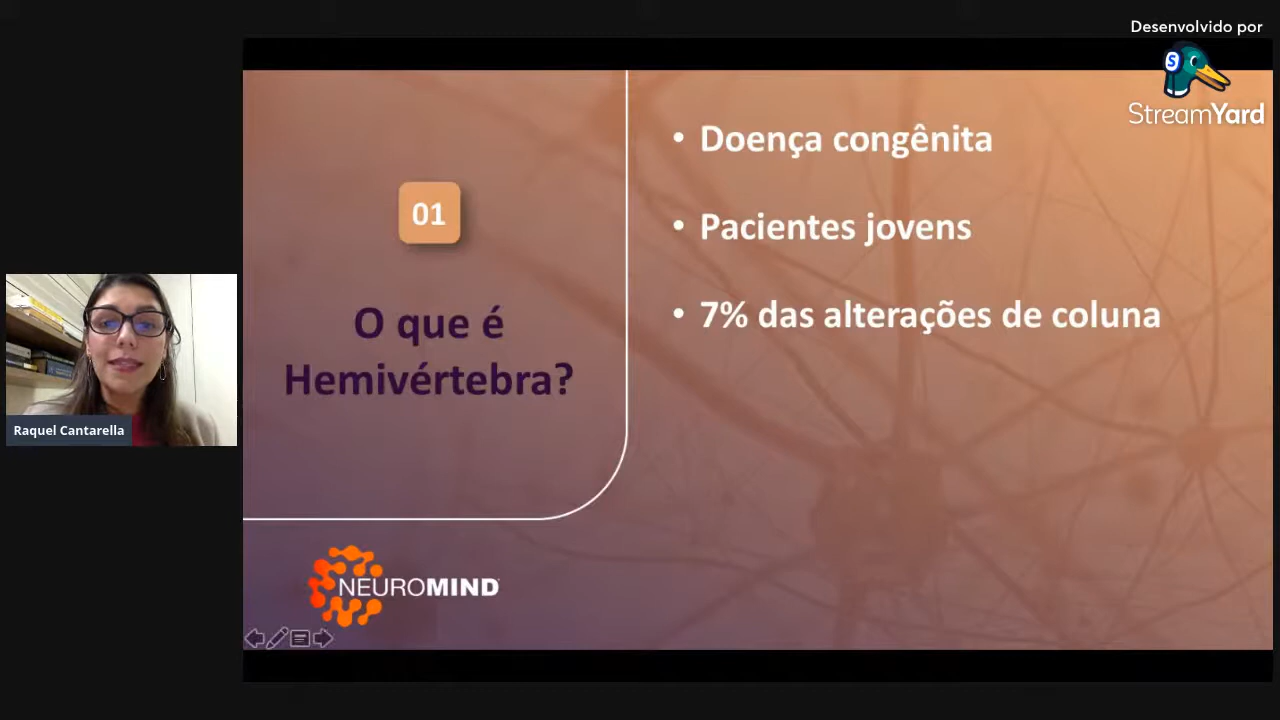 Desenvolvido por
StreamYard
01
O que é
Hemivértebra?
• Doença congênita
• Pacientes jovens
• 7% das alterações de coluna
Raquel Cantarella
NEUROMIND